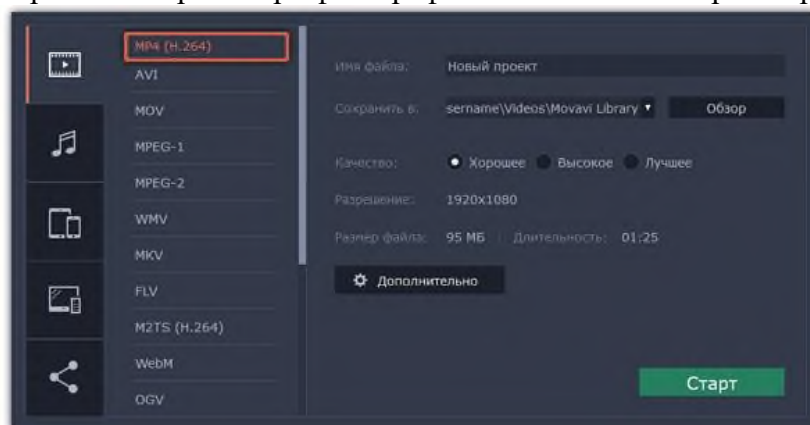 MP4 (H.264)
AVI
MOV
MPEG-1
MPEG-2
WMV
MKV
FLV
M2TS (H.264)
WebM
OGV
Имя файла: Новый проект
Сохранить в: sername\Videos\Movavi Library Обзор
Качество: Хорошее Высокое Лучшее
Разрешение: 1920x1080
Размер файла: 95 МБ Длительность: 01:25
Дополнительно
Старт